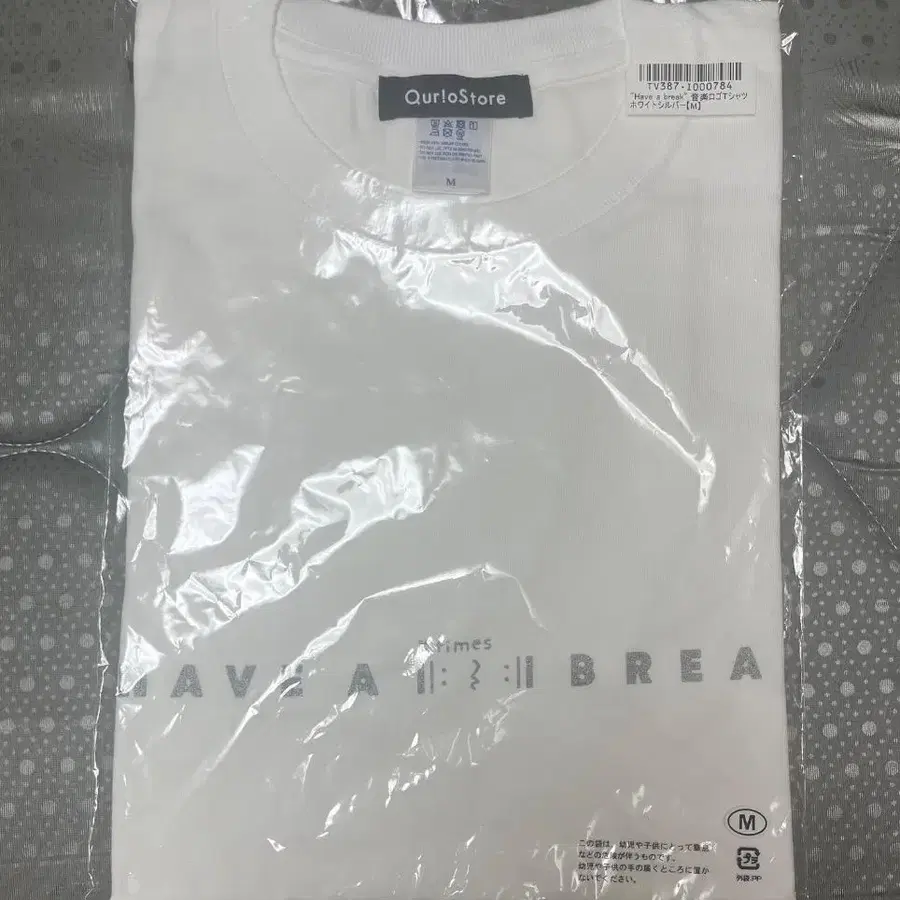 TV387-I000784
"Have a break" 音楽ロゴTシャツ
ホワイトシルバー【M】
Qur!oStore
M
times
HAVE A BREA
M
この袋は、幼児や子供にとって窒息
などの危険が伴うものです。
幼児や子供の手の届くところに置か
ないでください。
プラ
外袋:PP